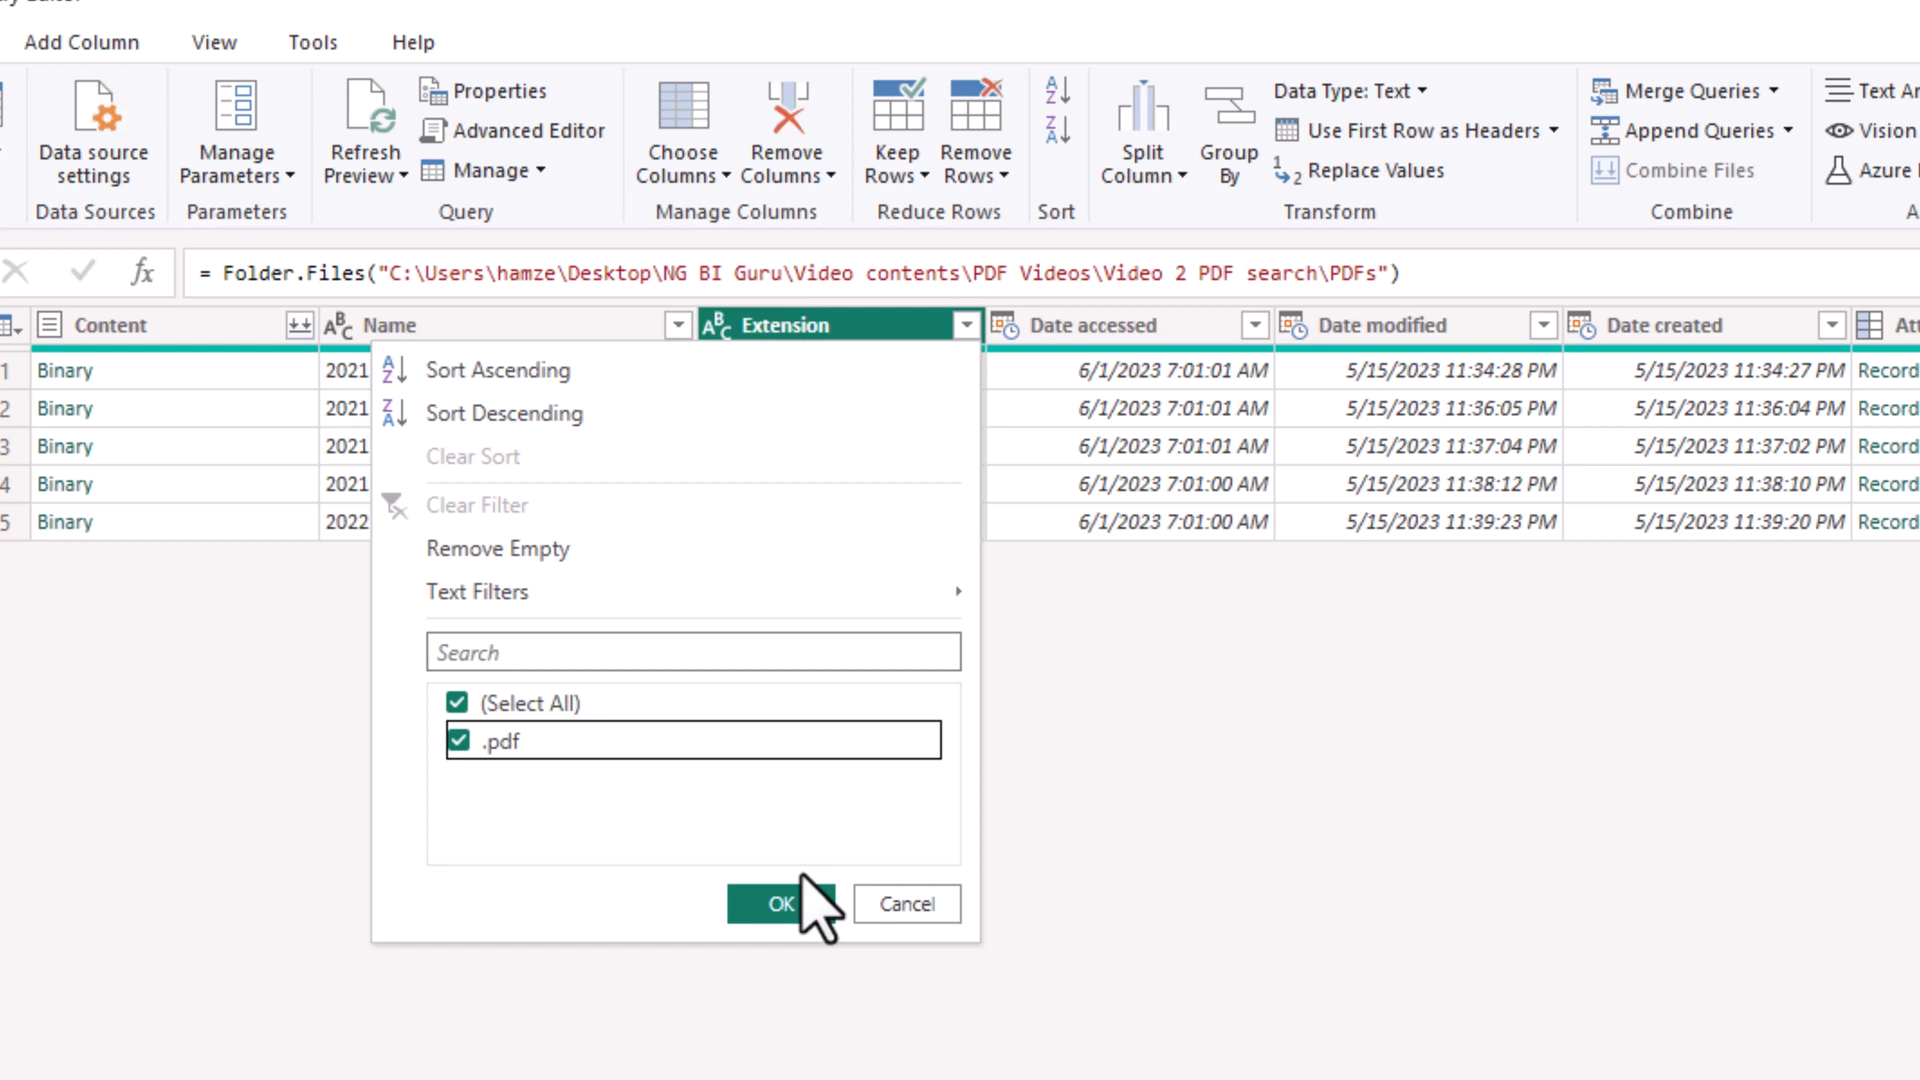 Add Column View Tools Help
Data source settings
Manage Parameters
Refresh Preview
Properties
Advanced Editor
Manage
Choose Columns
Remove Columns
Keep Rows
Remove Rows
Split Column
Group By
Data Type: Text
Use First Row as Headers
Replace Values
Merge Queries
Append Queries
Combine Files
Text
Vision
Azure
Data Sources Parameters Query Manage Columns Reduce Rows Sort Transform Combine
fx = Folder.Files("C:\Users\hamze\Desktop\NG BI Guru\Video contents\PDF Videos\Video 2 PDF search\PDFs")
Content Name Extension Date accessed Date modified Date created
1 Binary 2021 6/1/2023 7:01:01 AM 5/15/2023 11:34:28 PM 5/15/2023 11:34:27 PM Record
2 Binary 2021 6/1/2023 7:01:01 AM 5/15/2023 11:36:05 PM 5/15/2023 11:36:04 PM Record
3 Binary 2021 6/1/2023 7:01:01 AM 5/15/2023 11:37:04 PM 5/15/2023 11:37:02 PM Record
4 Binary 2021 6/1/2023 7:01:00 AM 5/15/2023 11:38:12 PM 5/15/2023 11:38:10 PM Record
5 Binary 2022 6/1/2023 7:01:00 AM 5/15/2023 11:39:23 PM 5/15/2023 11:39:20 PM Record
Sort Ascending
Sort Descending
Clear Sort
Clear Filter
Remove Empty
Text Filters
Search
(Select All)
.pdf
OK Cancel